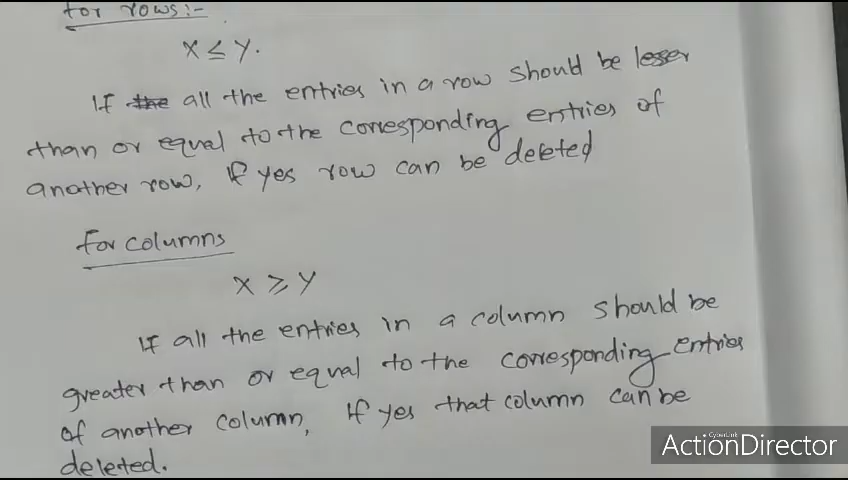 for rows:-
X ≤ Y.
If the all the entries in a row should be lesser
than or equal to the corresponding entries of
another row, If yes row can be deleted
for columns
X ≥ Y
If all the entries in a column should be
greater than or equal to the corresponding entries
of another column, If yes that column can be
deleted.
CyberLink
ActionDirector